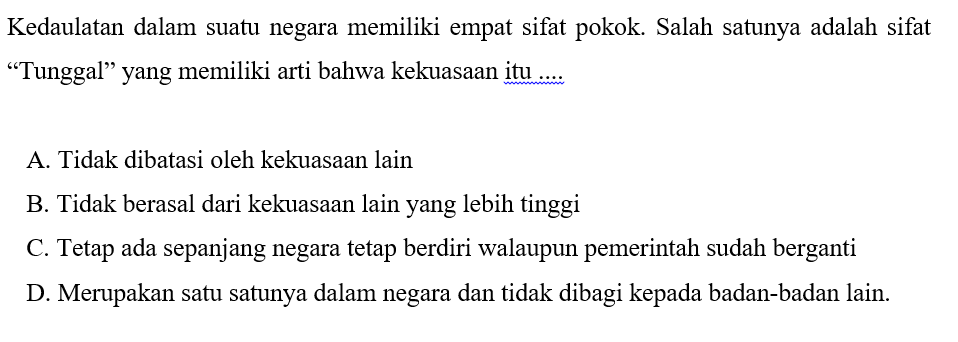 Kedaulatan dalam suatu negara memiliki empat sifat pokok. Salah satunya adalah sifat
“Tunggal” yang memiliki arti bahwa kekuasaan itu ....
A. Tidak dibatasi oleh kekuasaan lain
B. Tidak berasal dari kekuasaan lain yang lebih tinggi
C. Tetap ada sepanjang negara tetap berdiri walaupun pemerintah sudah berganti
D. Merupakan satu satunya dalam negara dan tidak dibagi kepada badan-badan lain.